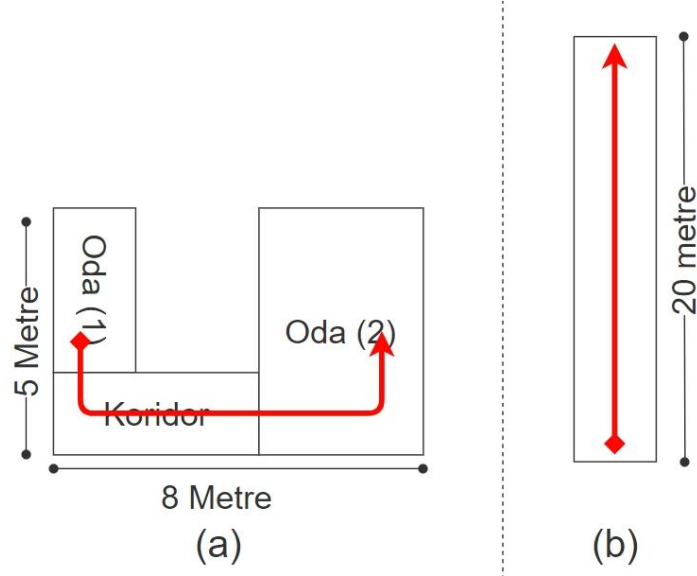 Oda (1)
5 Metre
Oda (2)
Koridor
8 Metre
(a)
20 metre
(b)